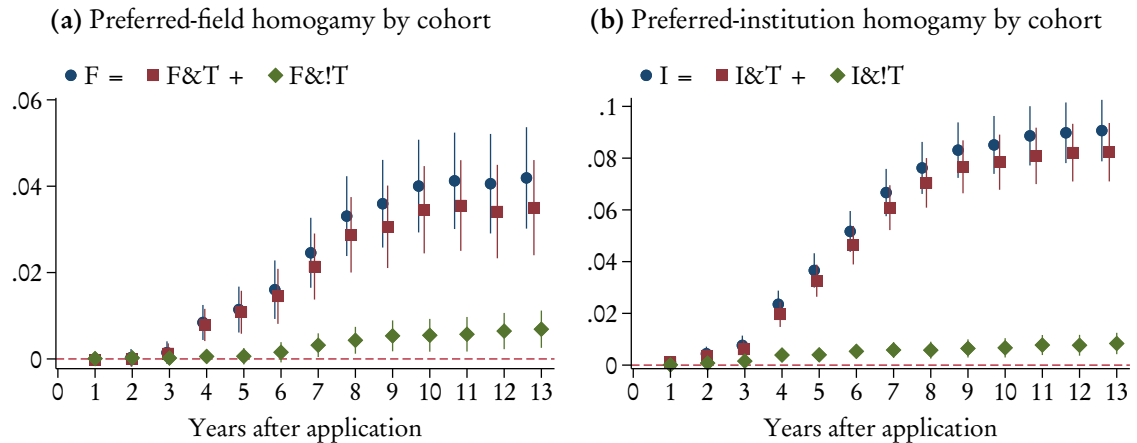 (a) Preferred-field homogamy by cohort
F = F&T + F&!T
.06
.04
.02
0
0 1 2 3 4 5 6 7 8 9 10 11 12 13
Years after application
(b) Preferred-institution homogamy by cohort
I = I&T + I&!T
.1
.08
.06
.04
.02
0
0 1 2 3 4 5 6 7 8 9 10 11 12 13
Years after application